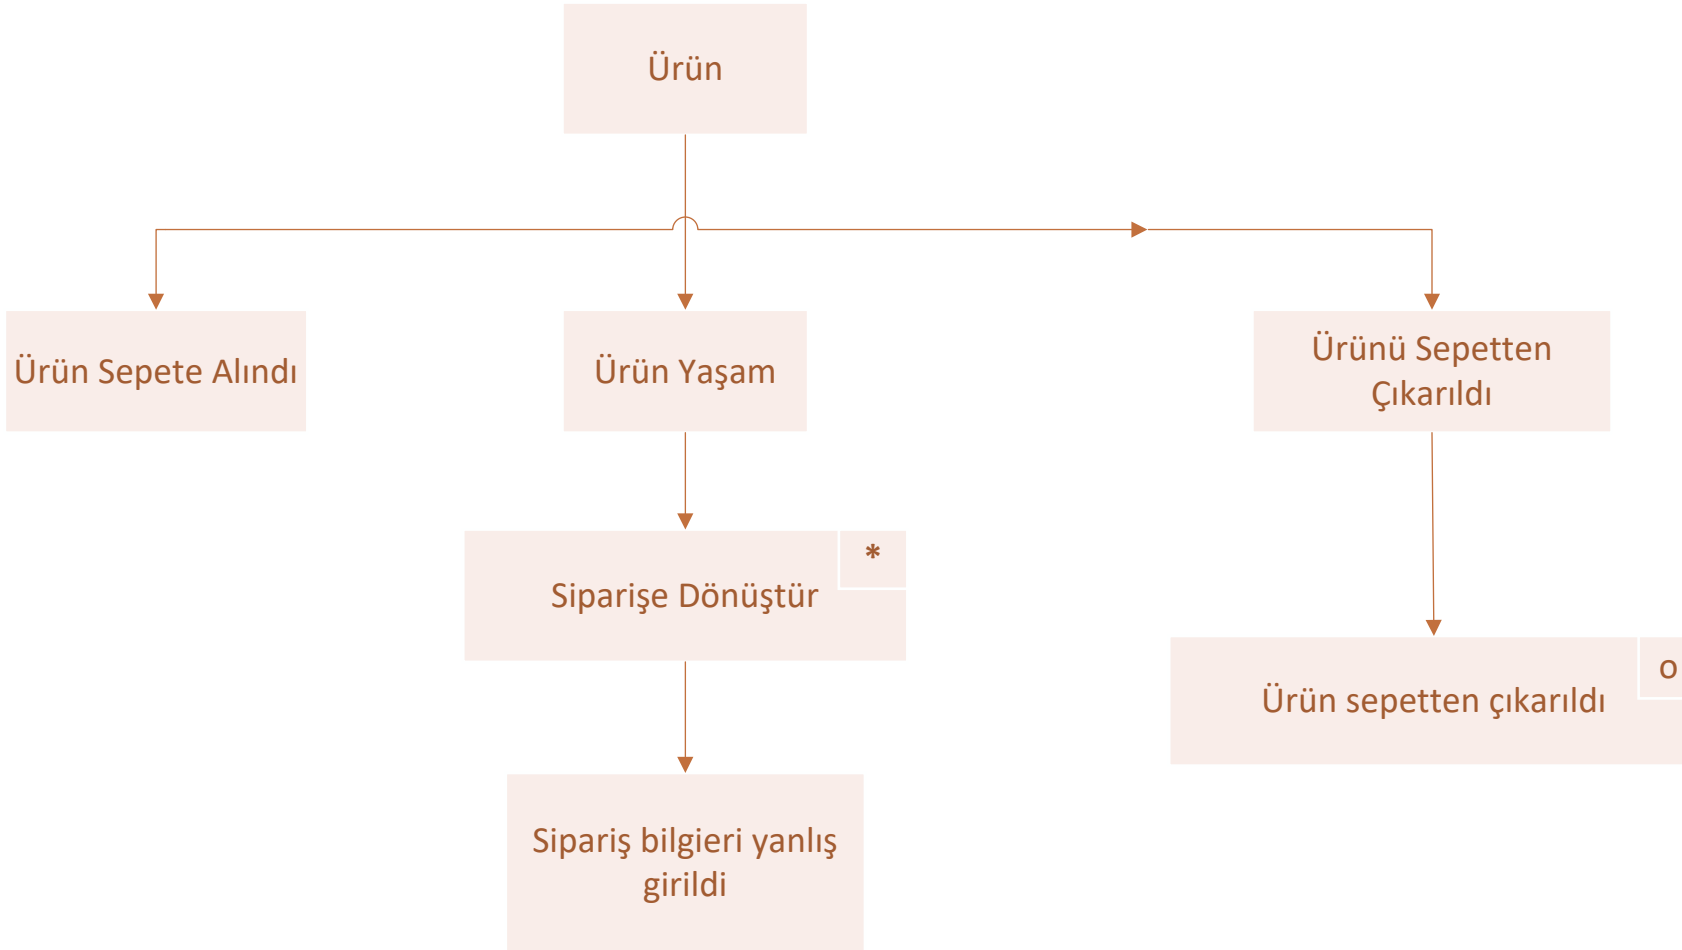 Ürün
Ürün Sepete Alındı
Ürün Yaşam
Ürünü Sepetten
Çıkarıldı
*
Siparişe Dönüştür
o
Ürün sepetten çıkarıldı
Sipariş bilgieri yanlış
girildi